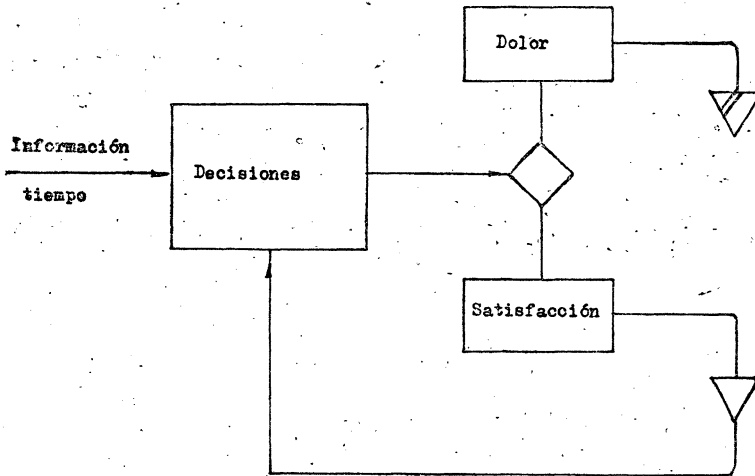 Dolor
Información
tiempo
Decisiones
Satisfacción